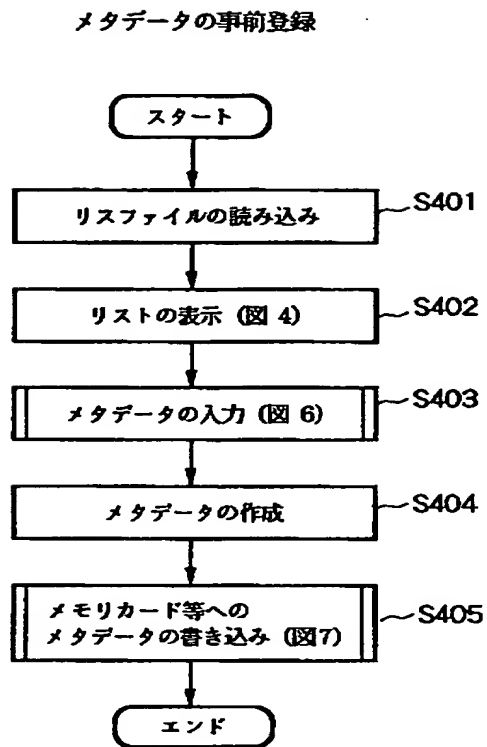 メタデータの事前登録
スタート
リスファイルの読み込み
S401
リストの表示 (図 4)
S402
メタデータの入力 (図 6)
S403
メタデータの作成
S404
メモリカード等への
メタデータの書き込み (図7)
S405
エンド